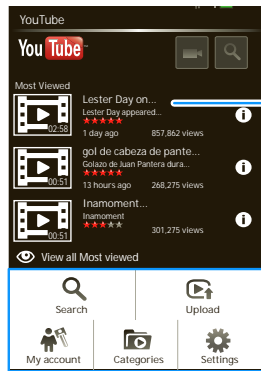 YouTube
You Tube
Most Viewed
Lester Day on...
Lester Day appeared...
02:58
1 day ago 857,862 views
gol de cabeza de pante...
Golazo de Juan Pantera dura...
00:51
13 hours ago 268,275 views
Inamoment...
Inamoment
00:51
301,275 views
View all Most viewed
Search
Upload
My account
Categories
Settings